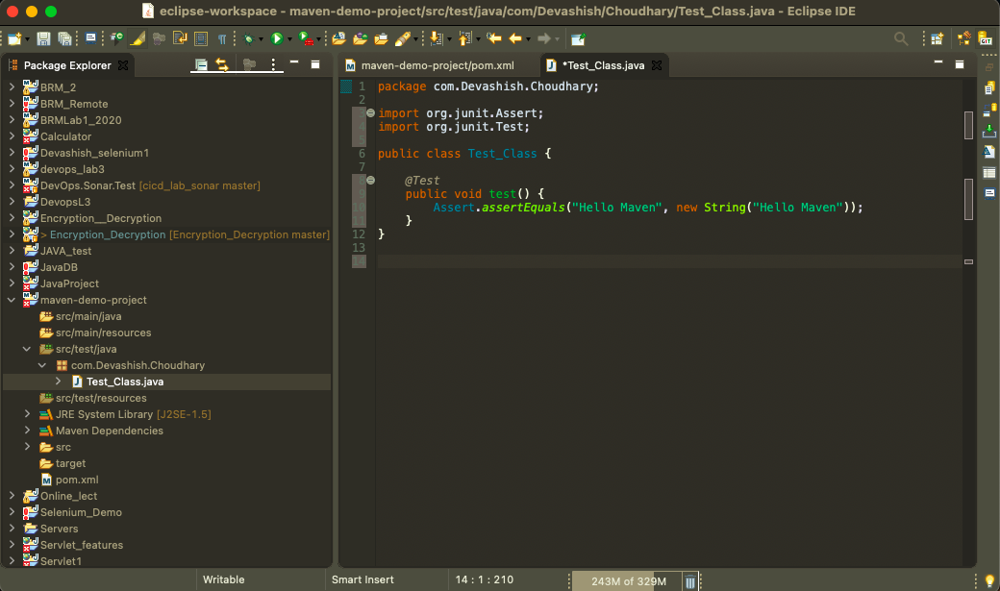 eclipse-workspace - maven-demo-project/src/test/java/com/Devashish/Choudhary/Test_Class.java - Eclipse IDE
Package Explorer
BRM_2
BRM_Remote
BRMLab1_2020
Calculator
Devashish_selenium1
devops_lab3
DevOps.Sonar.Test [cicd_lab_sonar master]
DevopsL3
Encryption__Decryption
> Encryption_Decryption [Encryption_Decryption master]
JAVA_test
JavaDB
JavaProject
maven-demo-project
src/main/java
src/main/resources
src/test/java
com.Devashish.Choudhary
Test_Class.java
src/test/resources
JRE System Library [J2SE-1.5]
Maven Dependencies
src
target
pom.xml
Online_lect
Selenium_Demo
Servers
Servlet_features
Servlet1
maven-demo-project/pom.xml
*Test_Class.java
1 package com.Devashish.Choudhary;
2
3 import org.junit.Assert;
4 import org.junit.Test;
5
6 public class Test_Class {
7
8 @Test
9 public void test() {
10 Assert.assertEquals("Hello Maven", new String("Hello Maven"));
11 }
12 }
13
14
Writable
Smart Insert
14 : 1 : 210
243M of 329M